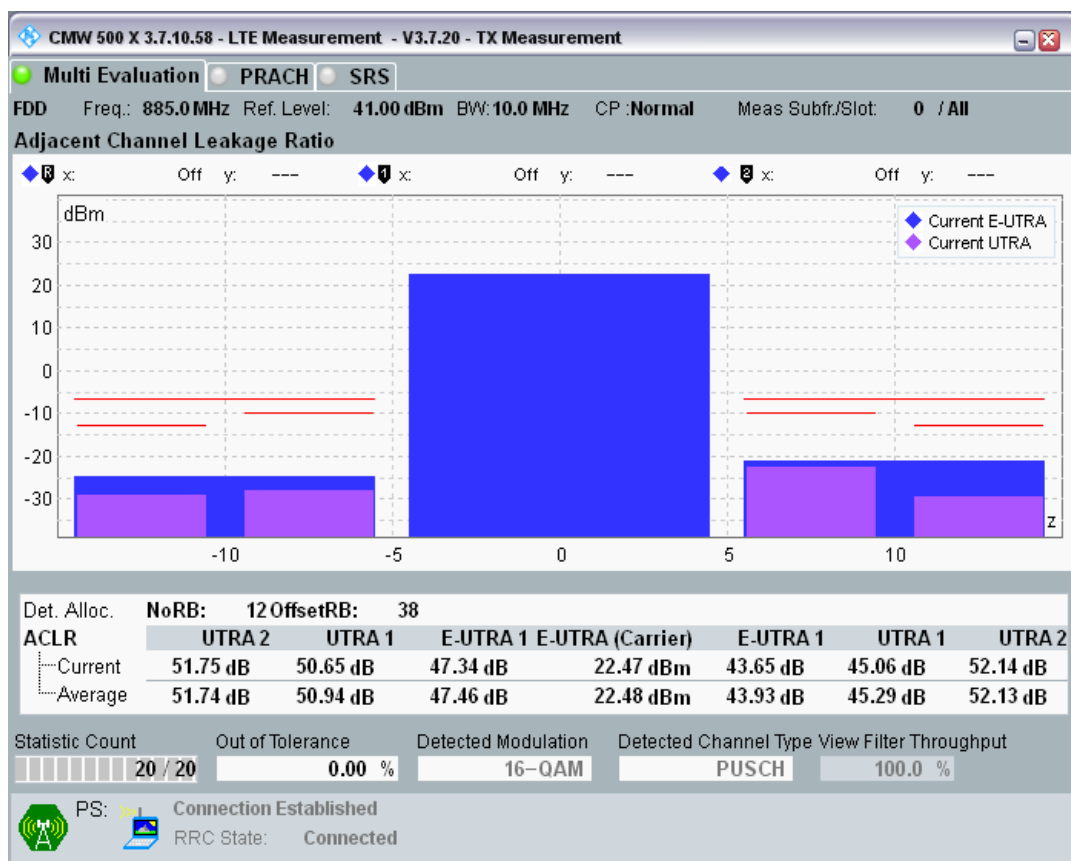 CMW 500 X 3.7.10.58 - LTE Measurement - V3.7.20 - TX Measurement
Multi Evaluation PRACH SRS
FDD Freq.: 885.0 MHz Ref. Level: 41.00 dBm BW: 10.0 MHz CP :Normal Meas Subfr./Slot: 0 / All
Adjacent Channel Leakage Ratio
R x: Off y: --- 1 x: Off y: --- 2 x: Off y: ---
dBm
Current E-UTRA
Current UTRA
30
20
10
0
-10
-20
-30
z
-10 -5 0 5 10
Det. Alloc. NoRB: 12 OffsetRB: 38
ACLR UTRA 2 UTRA 1 E-UTRA 1 E-UTRA (Carrier) E-UTRA 1 UTRA 1 UTRA 2
Current 51.75 dB 50.65 dB 47.34 dB 22.47 dBm 43.65 dB 45.06 dB 52.14 dB
Average 51.74 dB 50.94 dB 47.46 dB 22.48 dBm 43.93 dB 45.29 dB 52.13 dB
Statistic Count Out of Tolerance Detected Modulation Detected Channel Type View Filter Throughput
20 / 20 0.00 % 16-QAM PUSCH 100.0 %
PS: Connection Established
RRC State: Connected